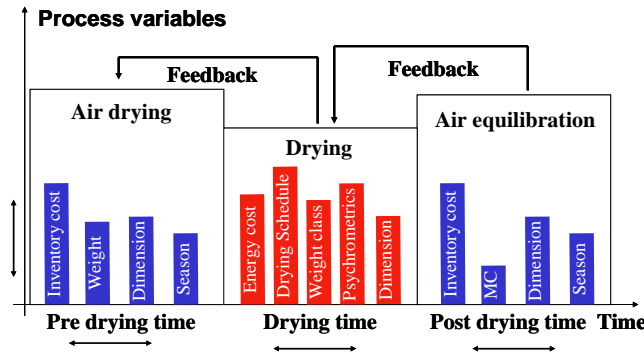 Process variables
Feedback
Feedback
Air drying
Drying
Air equilibration
Inventory cost
Weight
Dimension
Season
Energy cost
Drying Schedule
Weight class
Psychrometrics
Dimension
Inventory cost
MC
Dimension
Season
Pre drying time
Drying time
Post drying time
Time